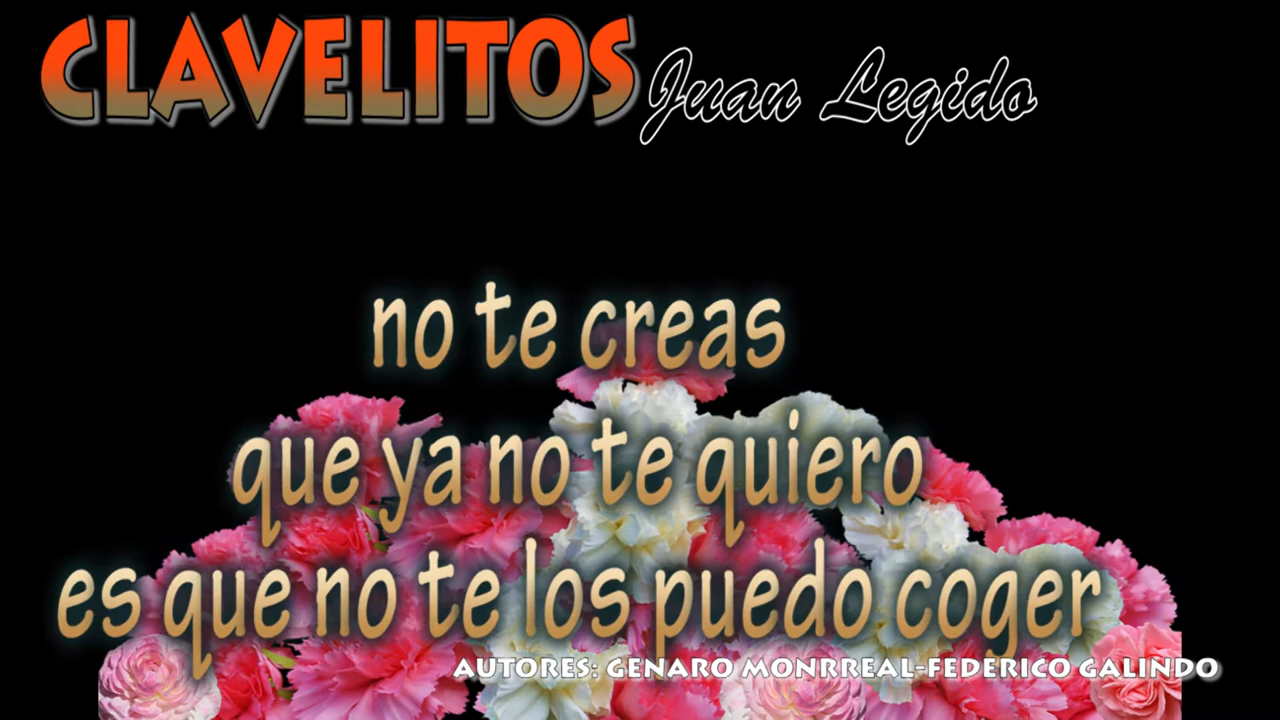 CLAVELITOS Juan Legido
no te creas
que ya no te quiero
es que no te los puedo coger
AUTORES: GENARO MONRREAL-FEDERICO GALINDO